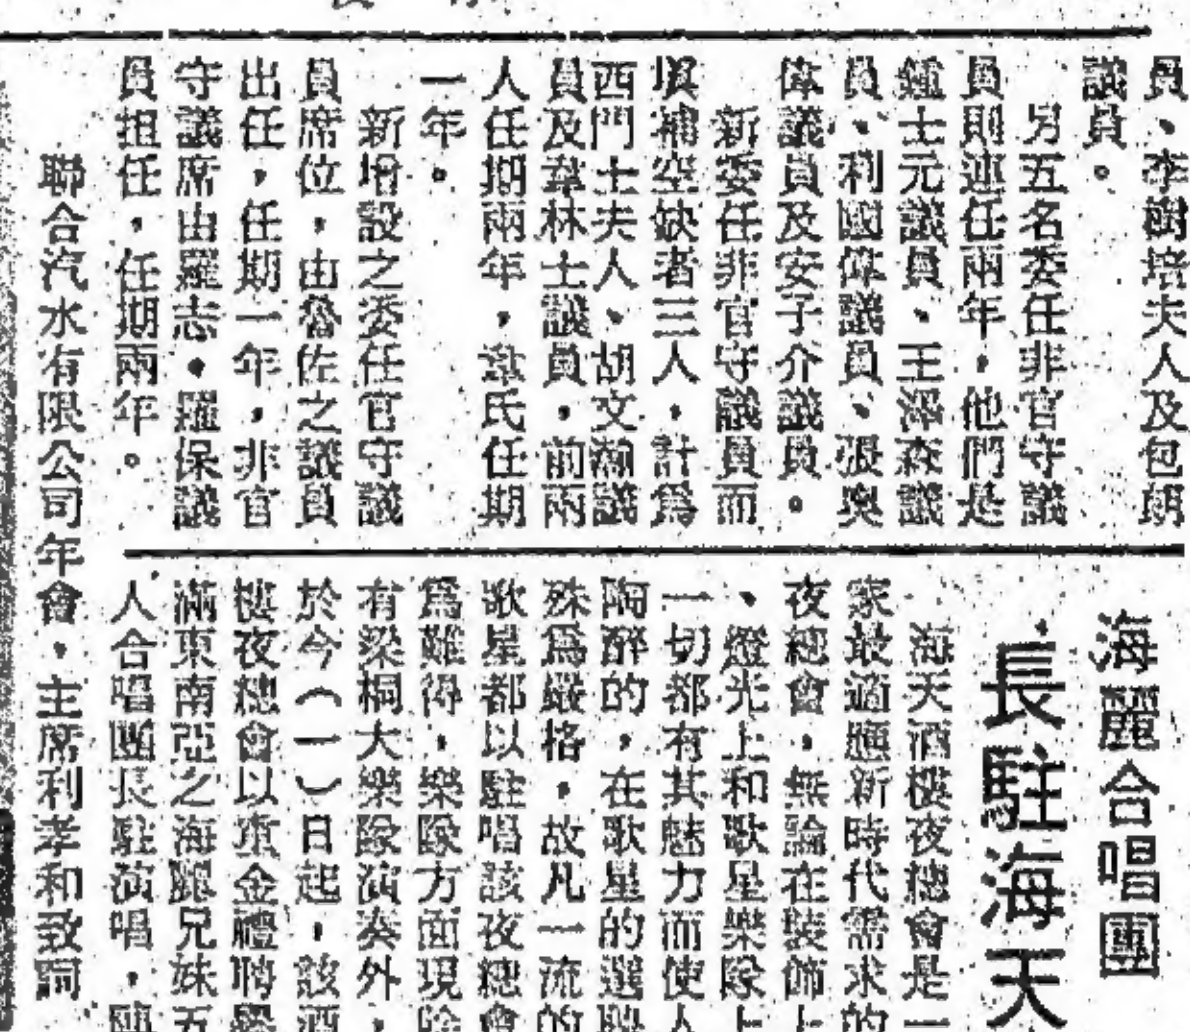 員、李樹培夫人及包朗
議員。
另五名委任非官守議
員則連任兩年，他們是
鍾士元議員、王澤森議
員、利國偉議員、張奧
偉議員及安子介議員。
新委任非官守議員而
填補空缺者三人，計爲
西門士夫人、胡文瀚議
員及韋林士議員，前兩
人任期兩年，韋氏任期
一年。
新增設之委任官守議
員席位，由魯佐之議員
出任，任期一年，非官
守議席由羅志・羅保議
員担任，任期兩年。
海麗合唱團
長駐海天
海天酒樓夜總會是一
家最適應新時代需求的
夜總會，無論在裝飾上
、燈光上和歌星樂隊上
一切都有其魅力而使人
陶醉的，在歌星的選聘
殊爲嚴格，故凡一流的
歌星都以駐唱該夜總會
爲難得，樂隊方面現除
有梁桐大樂隊演奏外，
於今（一）日起，該酒
樓夜總會以重金禮聘譽
滿東南亞之海麗兄妹五
人合唱團長駐演唱，
聯合汽水有限公司年會，主席利孝和致詞